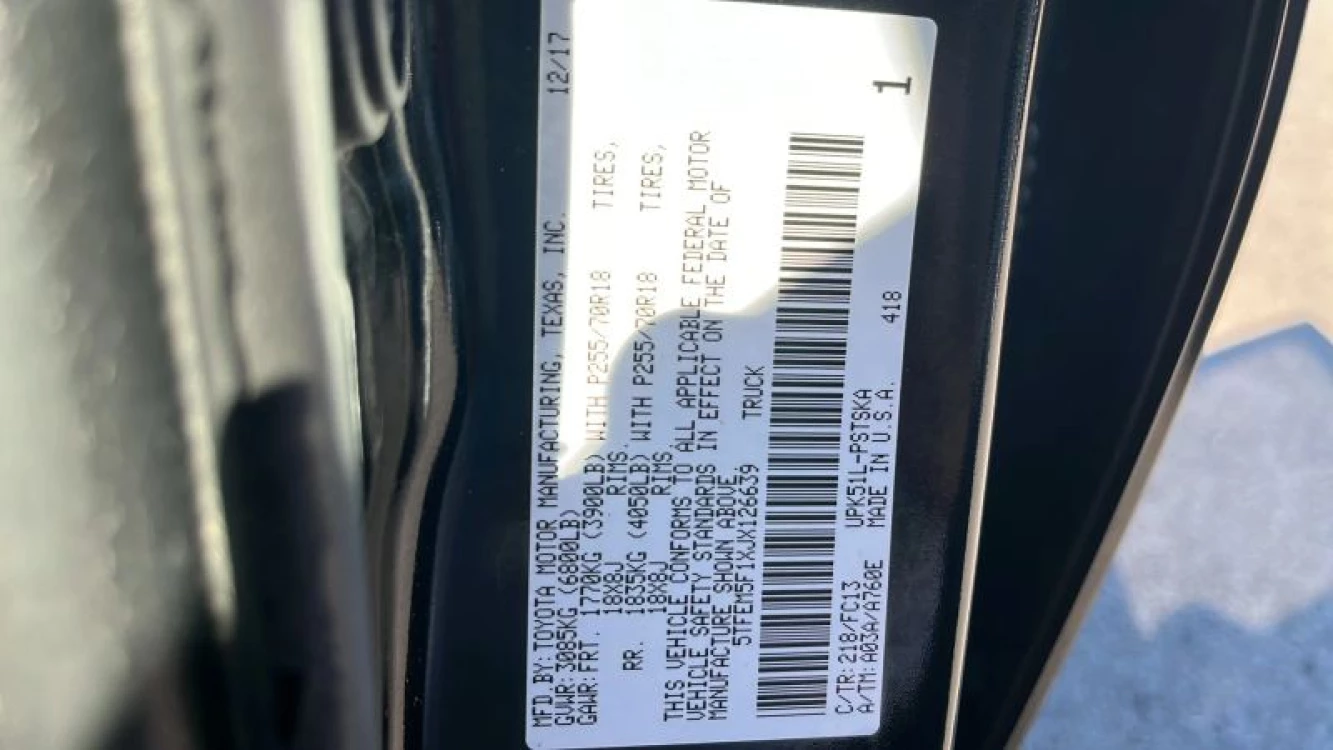 MFD BY:TOYOTA MOTOR MANUFACTURING, TEXAS, INC. 12/17
GVWR:3085KG (6800LB)
GAWR:FRT. 1770KG (3900LB) WITH P255/70R18 TIRES,
18X8J RIMS.
RR. 1835KG (4050LB) WITH P255/70R18 TIRES,
18X8J RIMS.
THIS VEHICLE CONFORMS TO ALL APPLICABLE FEDERAL MOTOR
VEHICLE SAFETY STANDARDS IN EFFECT ON THE DATE OF
MANUFACTURE SHOWN ABOVE.
5TFEM5F1XJX126639 TRUCK
1
C/TR:218/FC13 UPK51L-PSTSKA 418
A/TM:A03A/A760E MADE IN U.S.A.